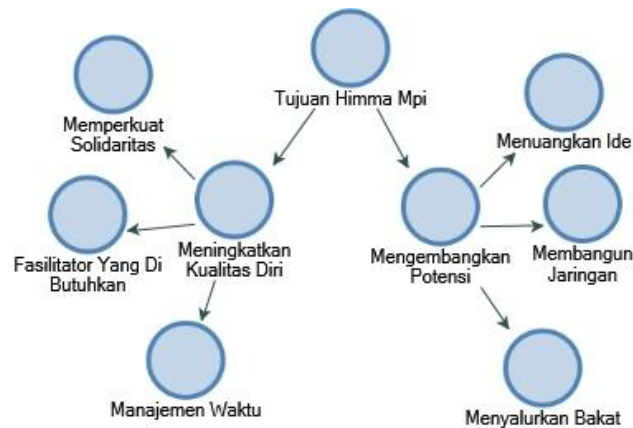 Tujuan Himma Mpi
Memperkuat
Solidaritas
Menuangkan Ide
Fasilitator Yang Di
Butuhkan
Meningkatkan
Kualitas Diri
Mengembangkan
Potensi
Membangun
Jaringan
Manajemen Waktu
Menyalurkan Bakat